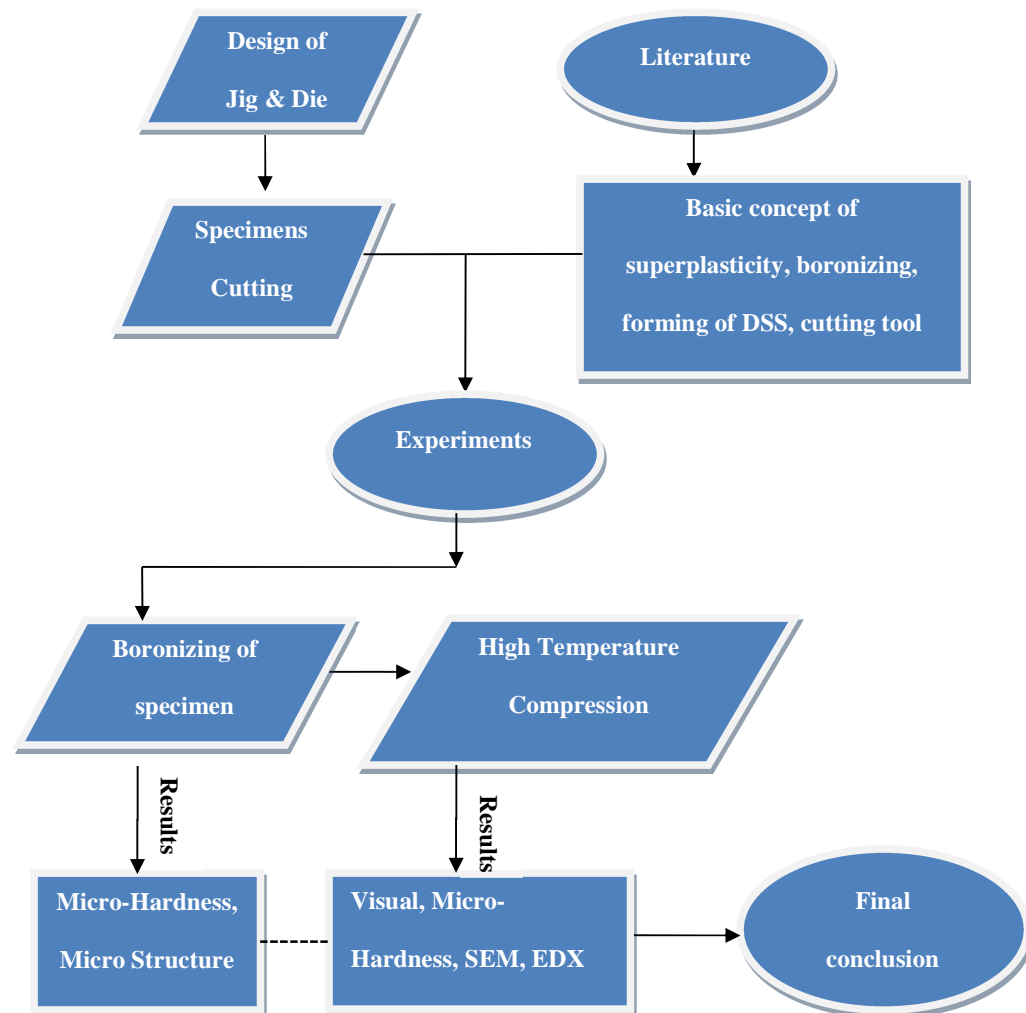 Design of
Jig & Die
Literature
Specimens
Cutting
Basic concept of
superplasticity, boronizing,
forming of DSS, cutting tool
Experiments
Boronizing of
specimen
High Temperature
Compression
Results
Results
Micro-Hardness,
Micro Structure
Visual, Micro-
Hardness, SEM, EDX
Final
conclusion